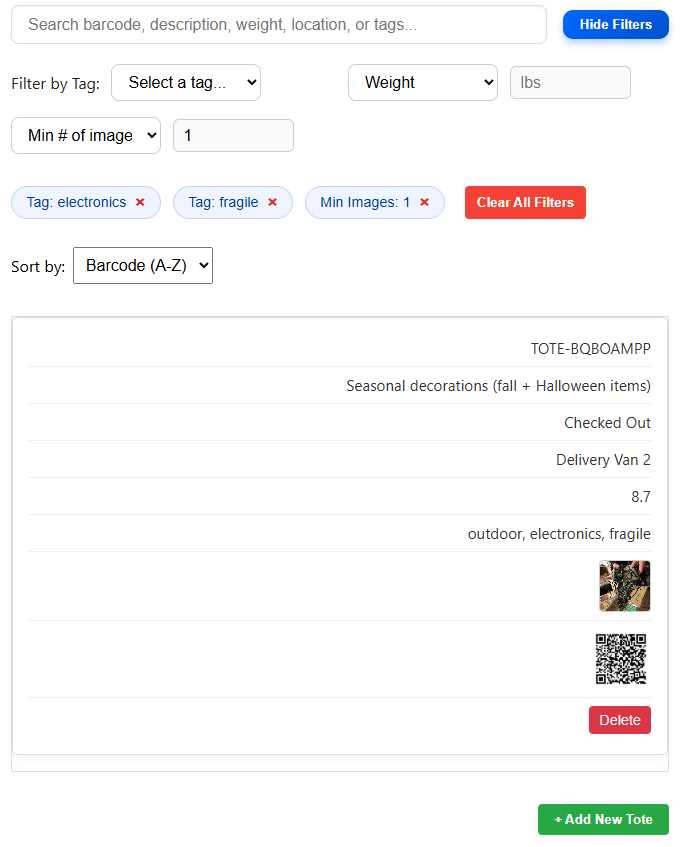 Search barcode, description, weight, location, or tags...
Hide Filters
Filter by Tag: Select a tag... Weight lbs
Min # of image 1
Tag: electronics × Tag: fragile × Min Images: 1 × Clear All Filters
Sort by: Barcode (A-Z)
TOTE-BQBOAMPP
Seasonal decorations (fall + Halloween items)
Checked Out
Delivery Van 2
8.7
outdoor, electronics, fragile
Delete
+ Add New Tote